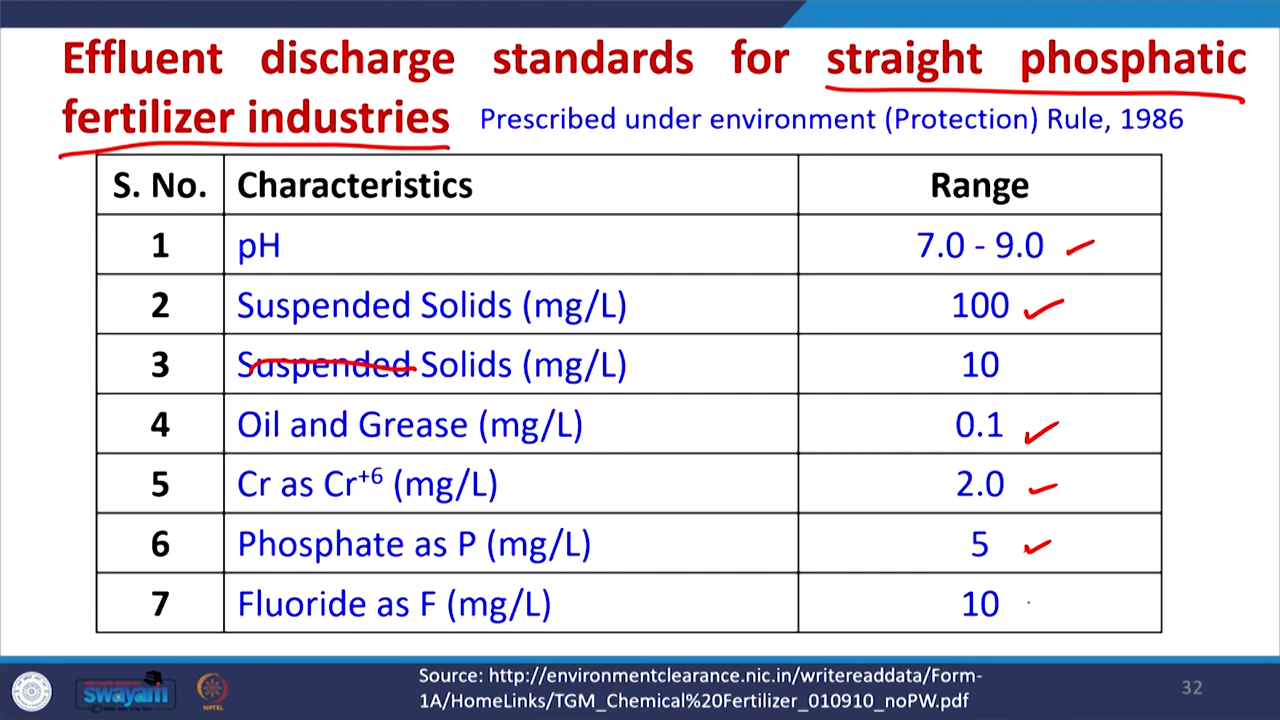 Effluent discharge standards for straight phosphatic
fertilizer industries Prescribed under environment (Protection) Rule, 1986
S. No. Characteristics Range
1 pH 7.0 - 9.0
2 Suspended Solids (mg/L) 100
3 Suspended Solids (mg/L) 10
4 Oil and Grease (mg/L) 0.1
5 Cr as Cr+6 (mg/L) 2.0
6 Phosphate as P (mg/L) 5
7 Fluoride as F (mg/L) 10
swayam
NPTEL
Source: http://environmentclearance.nic.in/writereaddata/Form-
1A/HomeLinks/TGM_Chemical%20Fertilizer_010910_noPW.pdf
32